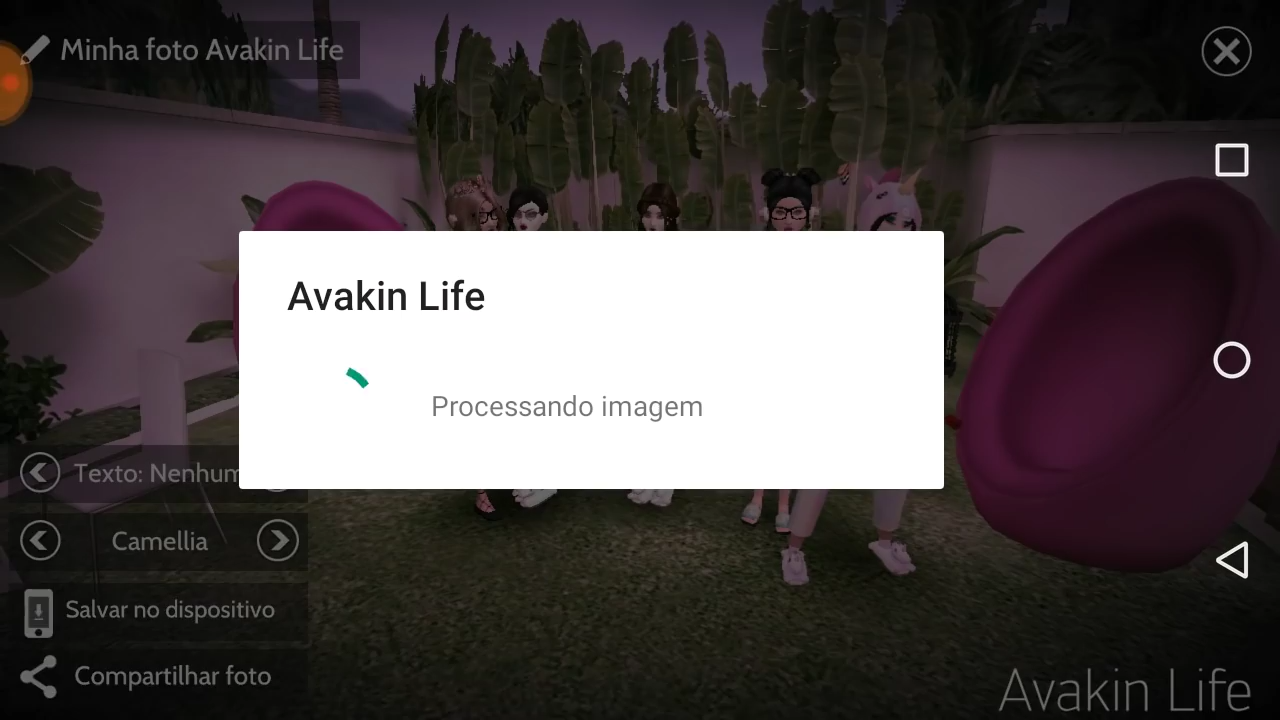 Minha foto Avakin Life
Avakin Life
Processando imagem
Texto: Nenhum
Camellia
Salvar no dispositivo
Compartilhar foto
Avakin Life